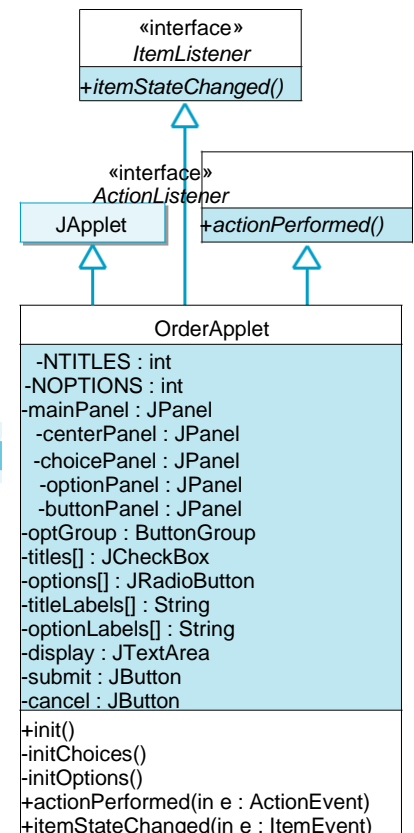 «interface»
ItemListener
+itemStateChanged()
«interface»
ActionListener
JApplet
+actionPerformed()
OrderApplet
-NTITLES : int
-NOPTIONS : int
-mainPanel : JPanel
-centerPanel : JPanel
-choicePanel : JPanel
-optionPanel : JPanel
-buttonPanel : JPanel
-optGroup : ButtonGroup
-titles[] : JCheckBox
-options[] : JRadioButton
-titleLabels[] : String
-optionLabels[] : String
-display : JTextArea
-submit : JButton
-cancel : JButton
+init()
-initChoices()
-initOptions()
+actionPerformed(in e : ActionEvent)
+itemStateChanged(in e : ItemEvent)